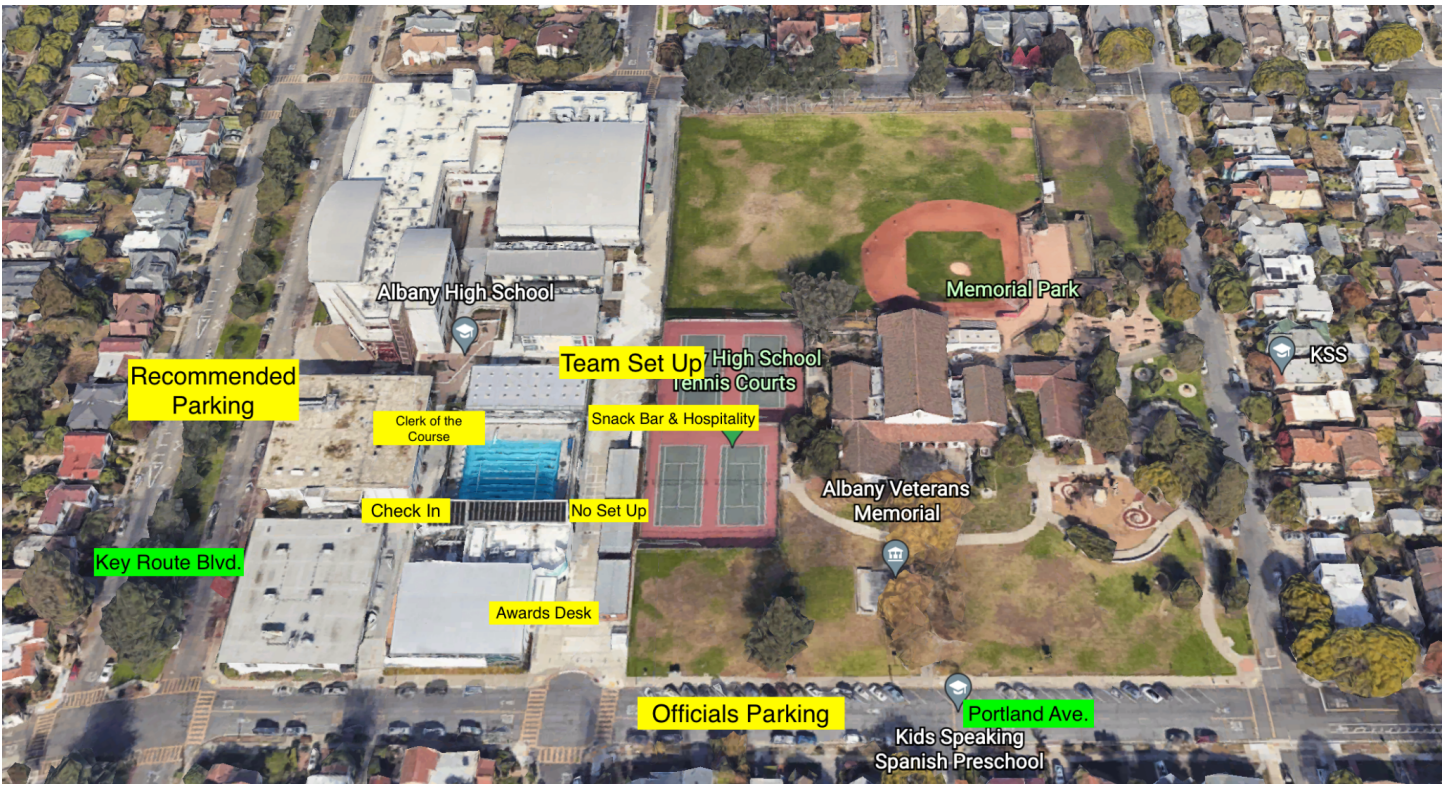 Albany High School
Memorial Park
Team Set Up
y High School
Tennis Courts
KSS
Recommended
Parking
Clerk of the
Course
Snack Bar & Hospitality
Albany Veterans
Memorial
Check In
No Set Up
Key Route Blvd.
Awards Desk
Officials Parking
Portland Ave.
Kids Speaking
Spanish Preschool